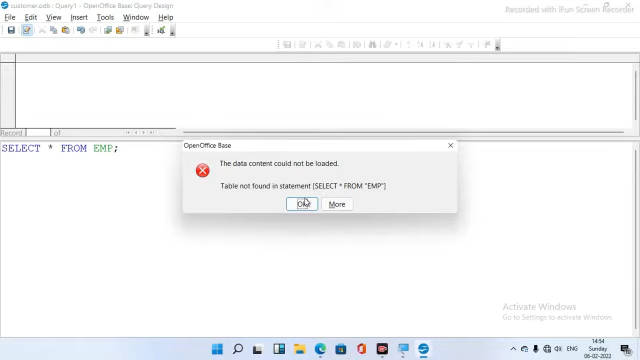 customer.odb : Query1 - OpenOffice Base: Query Design
Recorded with iFun Screen Recorder
File Edit View Insert Tools Window Help
Record of
SELECT * FROM EMP;
OpenOffice Base
The data content could not be loaded.
Table not found in statement [SELECT * FROM "EMP"]
OK
More
Activate Windows
Go to Settings to activate Windows.
ENG
14:54
Sunday
06-02-2022